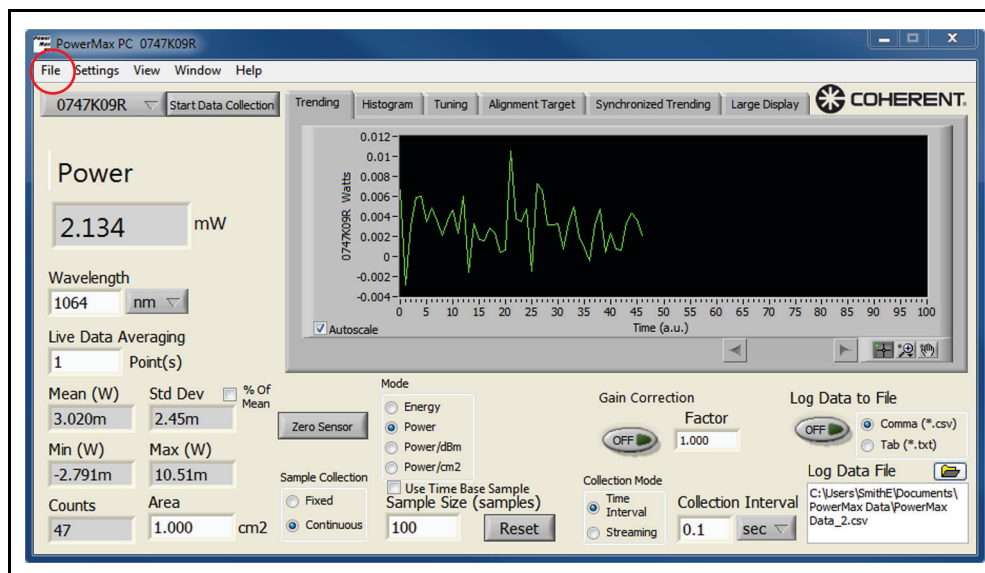 PowerMax PC 0747K09R
File Settings View Window Help
0747K09R Start Data Collection
Trending Histogram Tuning Alignment Target Synchronized Trending Large Display
COHERENT.
Power
2.134 mW
Wavelength
1064 nm
Live Data Averaging
1 Point(s)
0747K09R Watts
0.012
0.01
0.008
0.006
0.004
0.002
0
-0.002
-0.004
0 5 10 15 20 25 30 35 40 45 50 55 60 65 70 75 80 85 90 95 100
Autoscale
Time (a.u.)
Mean (W) Std Dev % Of Mean
3.020m 2.45m
Min (W) Max (W)
-2.791m 10.51m
Counts Area
47 1.000 cm2
Zero Sensor
Sample Collection
Fixed
Continuous
Mode
Energy
Power
Power/dBm
Power/cm2
Use Time Base Sample
Sample Size (samples)
100 Reset
Gain Correction
Factor
OFF 1.000
Collection Mode
Time Interval
Streaming
Collection Interval
0.1 sec
Log Data to File
OFF
Comma (*.csv)
Tab (*.txt)
Log Data File
C:\Users\SmithE\Documents\
PowerMax Data\PowerMax
Data_2.csv